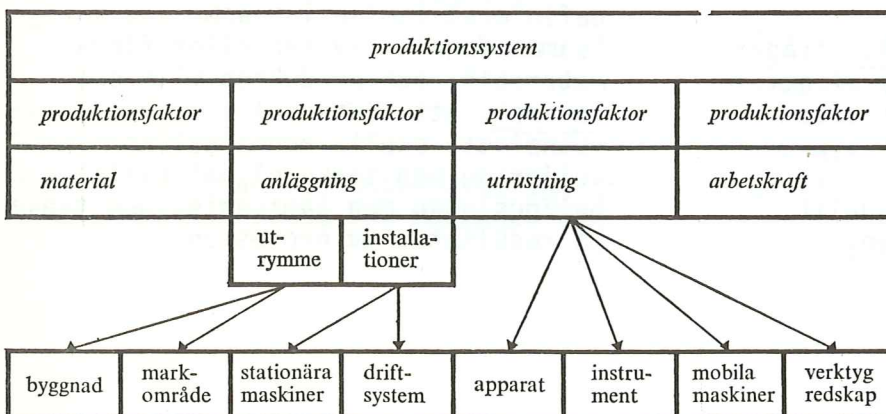 produktionssystem
produktionsfaktor produktionsfaktor produktionsfaktor produktionsfaktor
material anläggning utrustning arbetskraft
ut- installa-
rymme tioner
byggnad mark- stationära drift- apparat instru- mobila verktyg
område maskiner system ment maskiner redskap